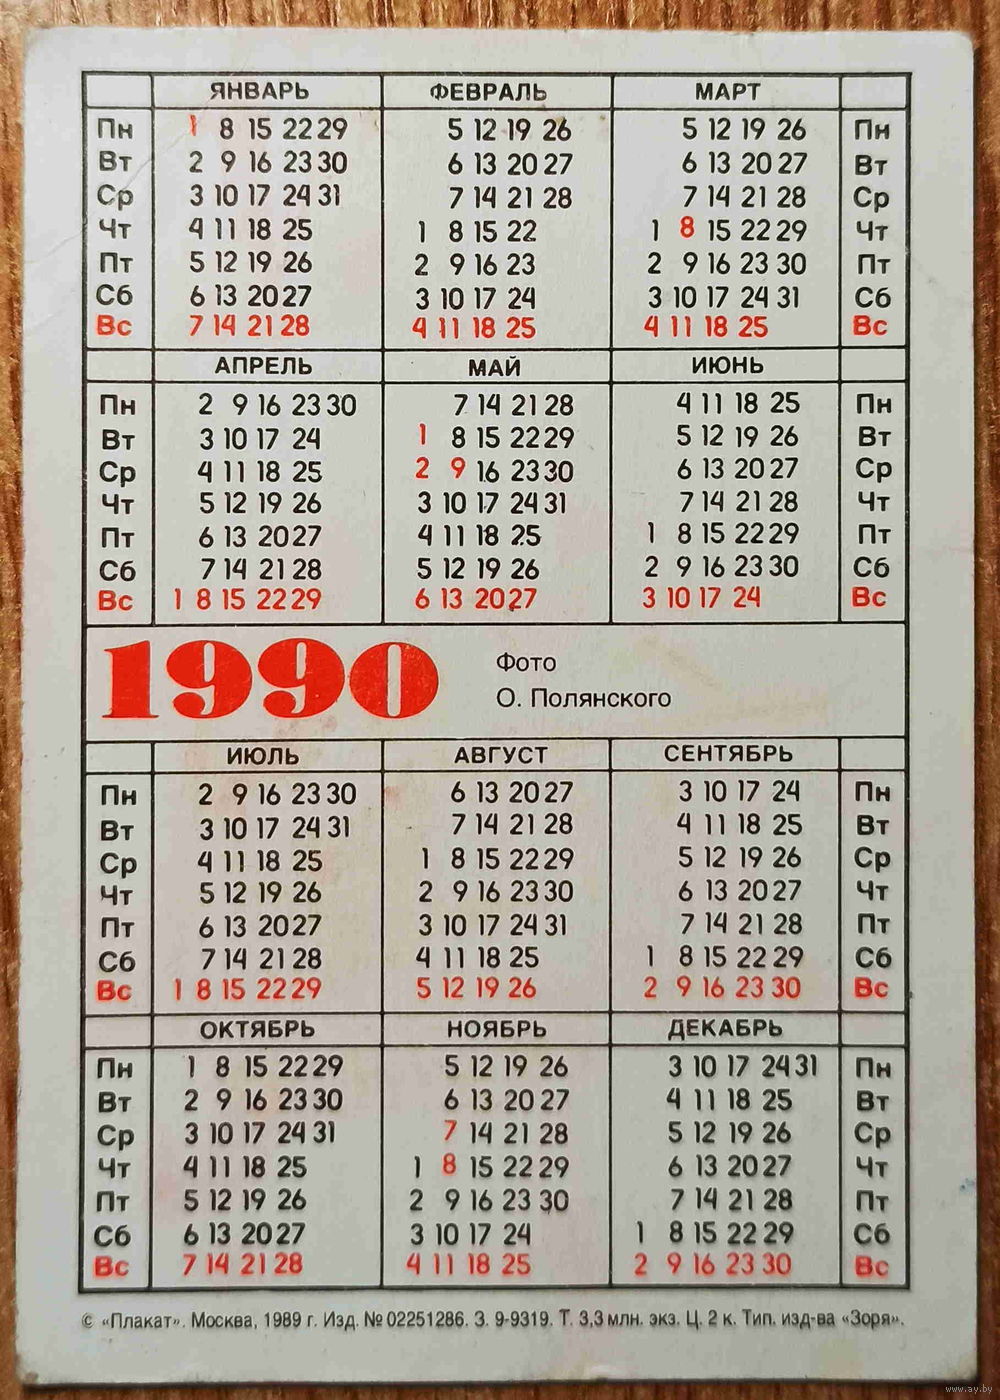 ЯНВАРЬ ФЕВРАЛЬ МАРТ
Пн 1 8 15 22 29 5 12 19 26 5 12 19 26 Пн
Вт 2 9 16 23 30 6 13 20 27 6 13 20 27 Вт
Ср 3 10 17 24 31 7 14 21 28 7 14 21 28 Ср
Чт 4 11 18 25 1 8 15 22 1 8 15 22 29 Чт
Пт 5 12 19 26 2 9 16 23 2 9 16 23 30 Пт
Сб 6 13 20 27 3 10 17 24 3 10 17 24 31 Сб
Вс 7 14 21 28 4 11 18 25 4 11 18 25 Вс
АПРЕЛЬ МАЙ ИЮНЬ
Пн 2 9 16 23 30 7 14 21 28 4 11 18 25 Пн
Вт 3 10 17 24 1 8 15 22 29 5 12 19 26 Вт
Ср 4 11 18 25 2 9 16 23 30 6 13 20 27 Ср
Чт 5 12 19 26 3 10 17 24 31 7 14 21 28 Чт
Пт 6 13 20 27 4 11 18 25 1 8 15 22 29 Пт
Сб 7 14 21 28 5 12 19 26 2 9 16 23 30 Сб
Вс 1 8 15 22 29 6 13 20 27 3 10 17 24 Вс
1990
Фото
О. Полянского
ИЮЛЬ АВГУСТ СЕНТЯБРЬ
Пн 2 9 16 23 30 6 13 20 27 3 10 17 24 Пн
Вт 3 10 17 24 31 7 14 21 28 4 11 18 25 Вт
Ср 4 11 18 25 1 8 15 22 29 5 12 19 26 Ср
Чт 5 12 19 26 2 9 16 23 30 6 13 20 27 Чт
Пт 6 13 20 27 3 10 17 24 31 7 14 21 28 Пт
Сб 7 14 21 28 4 11 18 25 1 8 15 22 29 Сб
Вс 1 8 15 22 29 5 12 19 26 2 9 16 23 30 Вс
ОКТЯБРЬ НОЯБРЬ ДЕКАБРЬ
Пн 1 8 15 22 29 5 12 19 26 3 10 17 24 31 Пн
Вт 2 9 16 23 30 6 13 20 27 4 11 18 25 Вт
Ср 3 10 17 24 31 7 14 21 28 5 12 19 26 Ср
Чт 4 11 18 25 1 8 15 22 29 6 13 20 27 Чт
Пт 5 12 19 26 2 9 16 23 30 7 14 21 28 Пт
Сб 6 13 20 27 3 10 17 24 1 8 15 22 29 Сб
Вс 7 14 21 28 4 11 18 25 2 9 16 23 30 Вс
© «Плакат». Москва, 1989 г. Изд. № 02251286. З. 9-9319. Т. 3,3 млн. экз. Ц. 2 к. Тип. изд-ва «Зоря».
www.ay.by